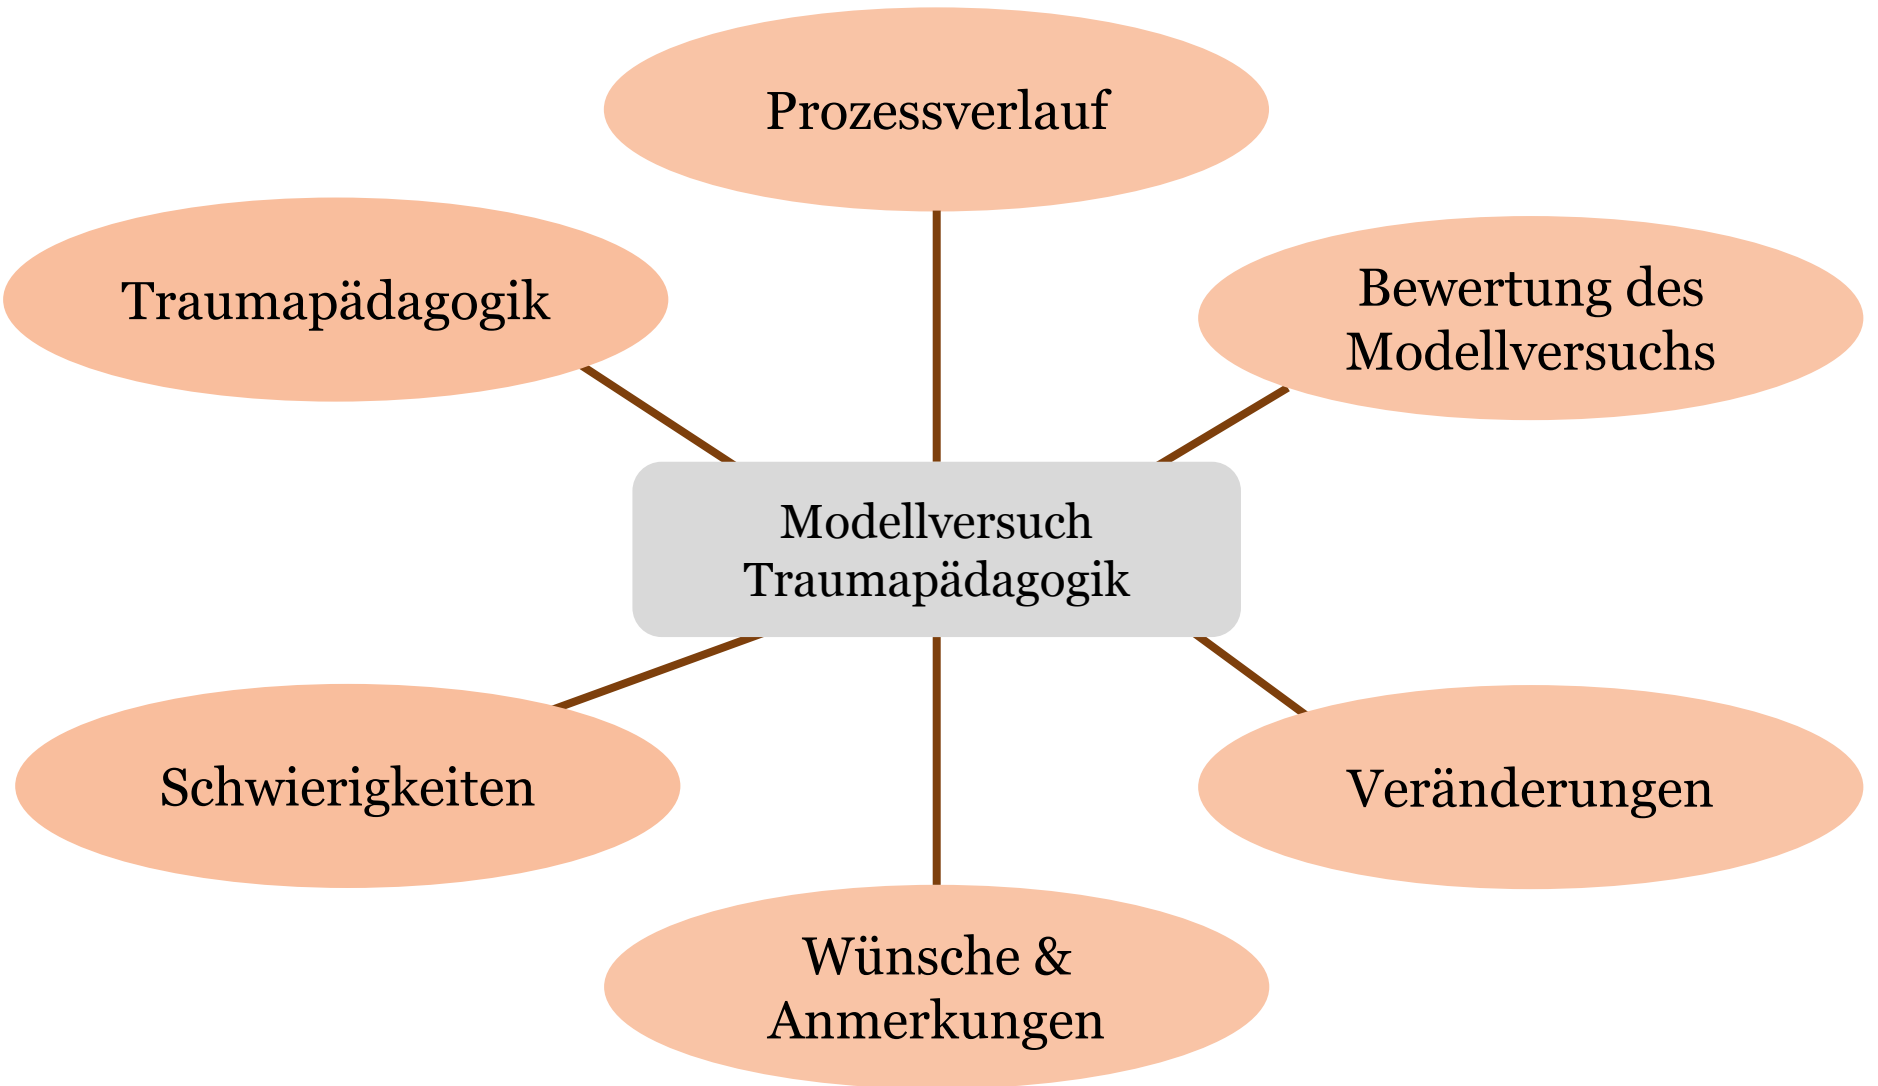 Prozessverlauf
Traumapädagogik
Bewertung des
Modellversuchs
Modellversuch
Traumapädagogik
Schwierigkeiten
Veränderungen
Wünsche &
Anmerkungen